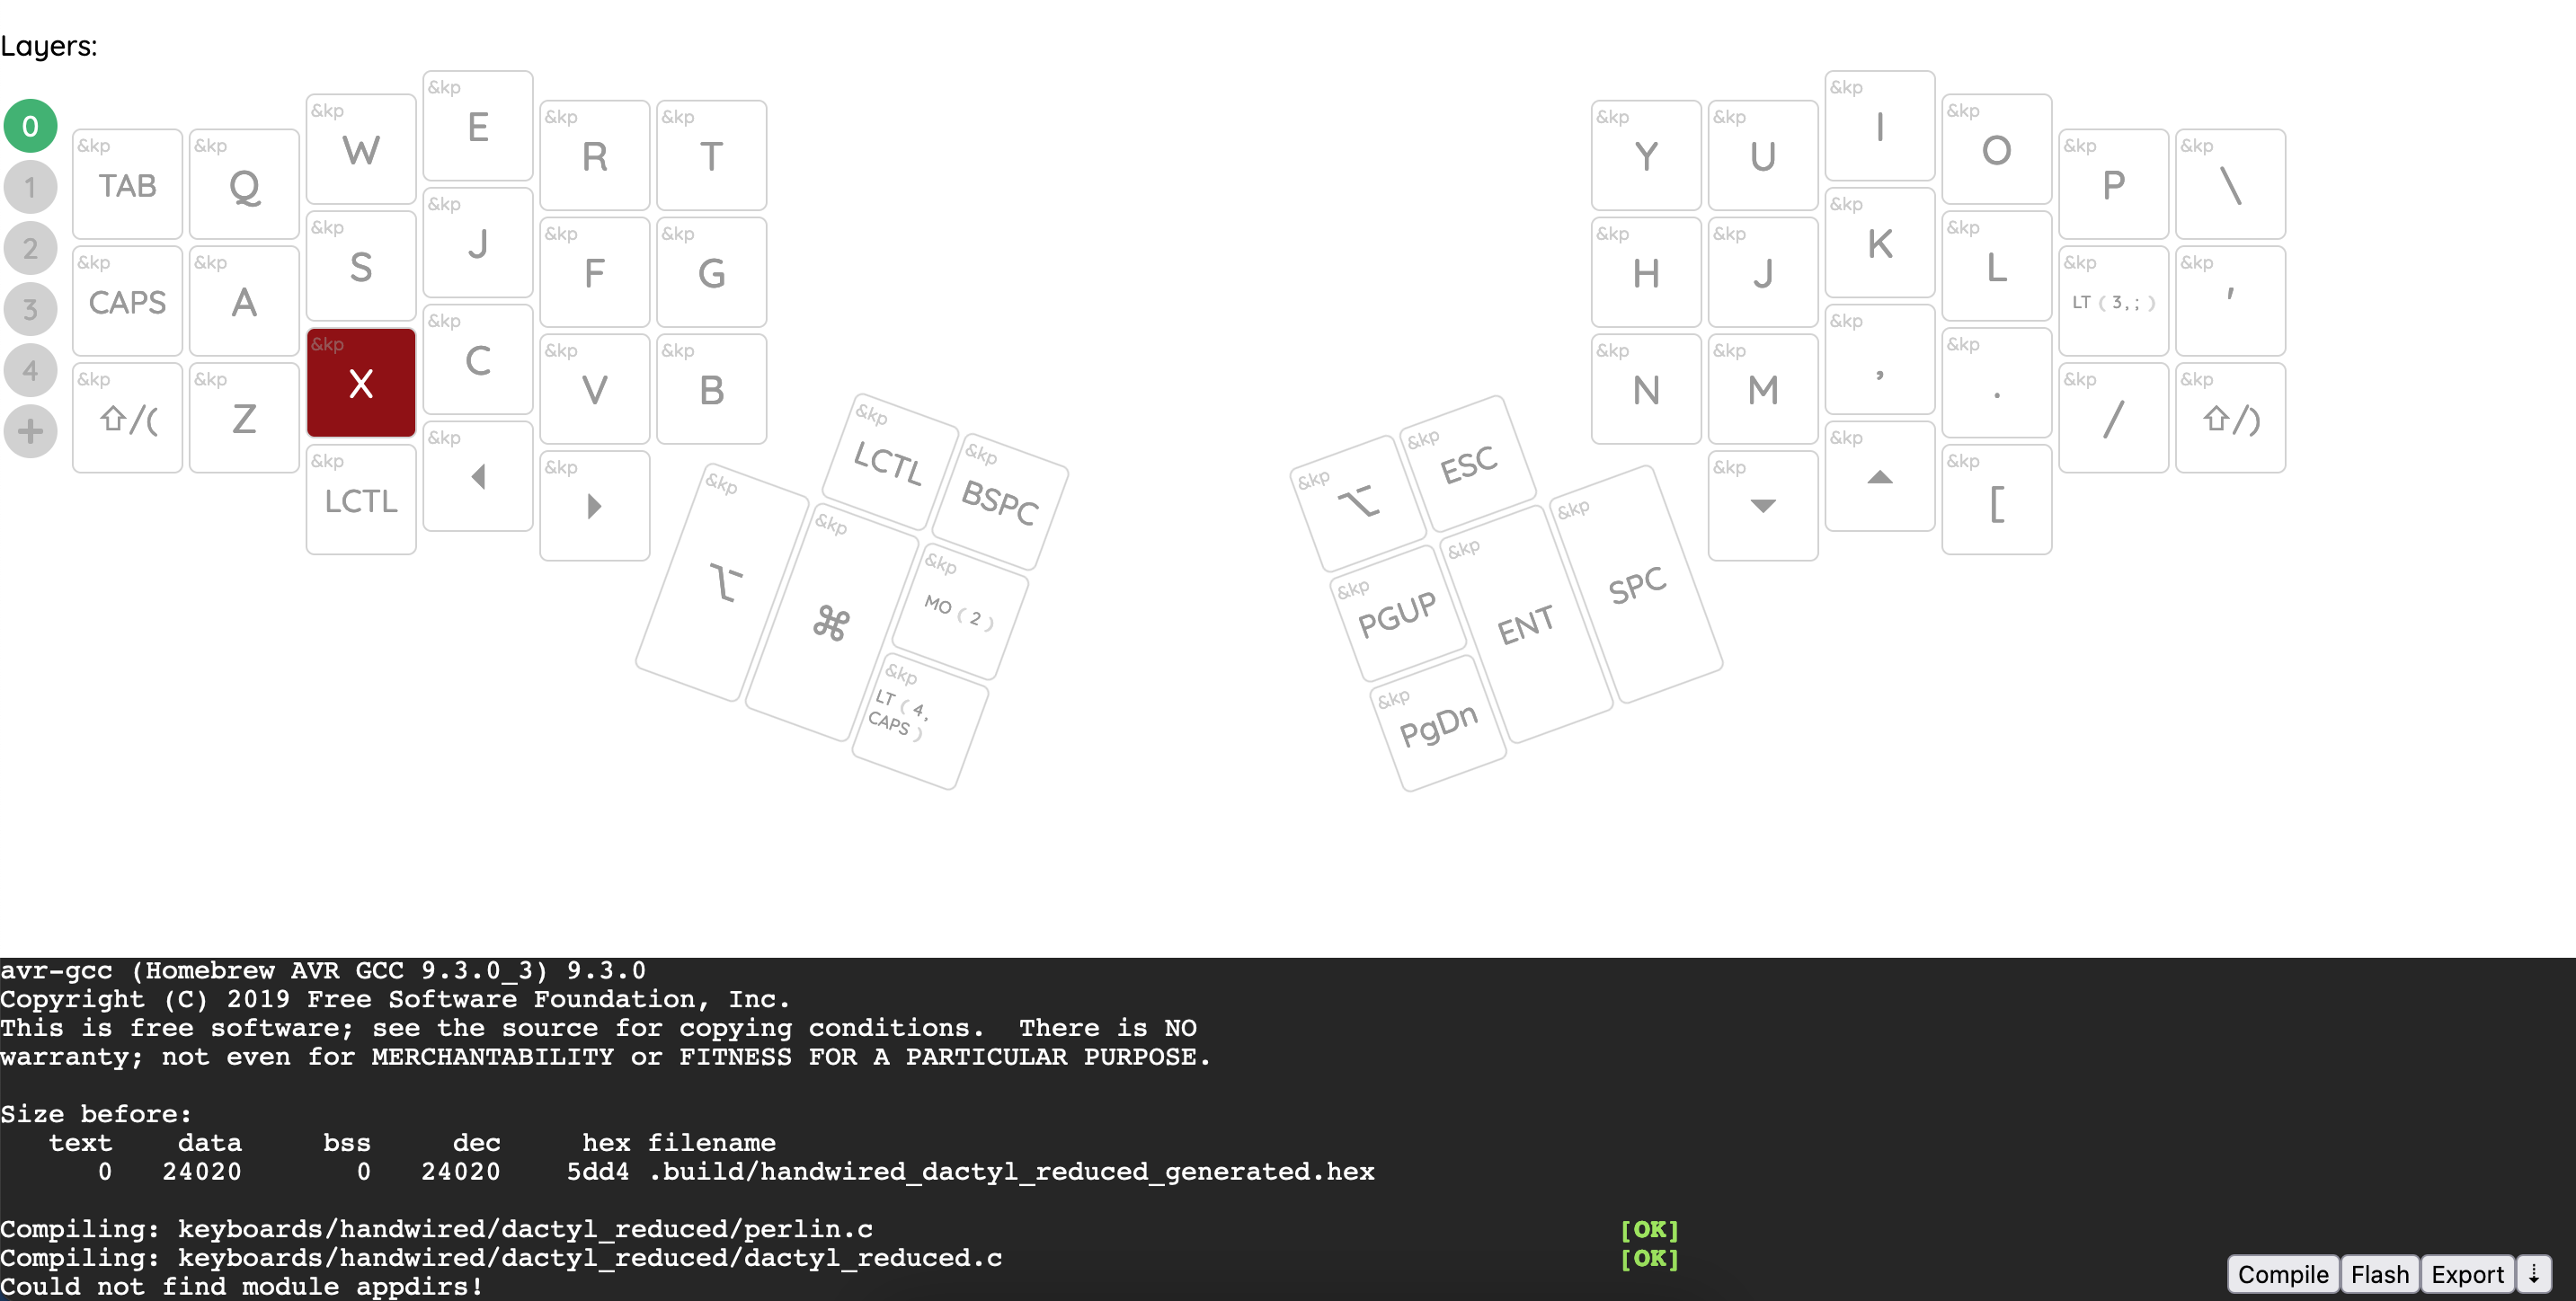 Layers:
0
1
2
3
4
+
&kp TAB &kp Q &kp W &kp E &kp R &kp T
&kp CAPS &kp A &kp S &kp J &kp F &kp G
&kp ⇧/( &kp Z &kp X &kp C &kp V &kp B
&kp LCTL &kp ◀ &kp ▶
&kp LCTL &kp BSPC
&kp ⌥ &kp ⌘ &kp MO ( 2 )
&kp LT ( 4, CAPS )
&kp Y &kp U &kp I &kp O &kp P &kp \
&kp H &kp J &kp K &kp L &kp LT ( 3, ; ) &kp '
&kp N &kp M &kp , &kp . &kp / &kp ⇧/)
&kp ▼ &kp ▲ &kp [
&kp ⌥ &kp ESC
&kp PGUP &kp ENT &kp SPC
&kp PgDn
avr-gcc (Homebrew AVR GCC 9.3.0_3) 9.3.0
Copyright (C) 2019 Free Software Foundation, Inc.
This is free software; see the source for copying conditions.  There is NO
warranty; not even for MERCHANTABILITY or FITNESS FOR A PARTICULAR PURPOSE.
Size before:
text data bss dec hex filename
0 24020 0 24020 5dd4 .build/handwired_dactyl_reduced_generated.hex
Compiling: keyboards/handwired/dactyl_reduced/perlin.c [OK]
Compiling: keyboards/handwired/dactyl_reduced/dactyl_reduced.c [OK]
Could not find module appdirs!
Compile Flash Export ⇣